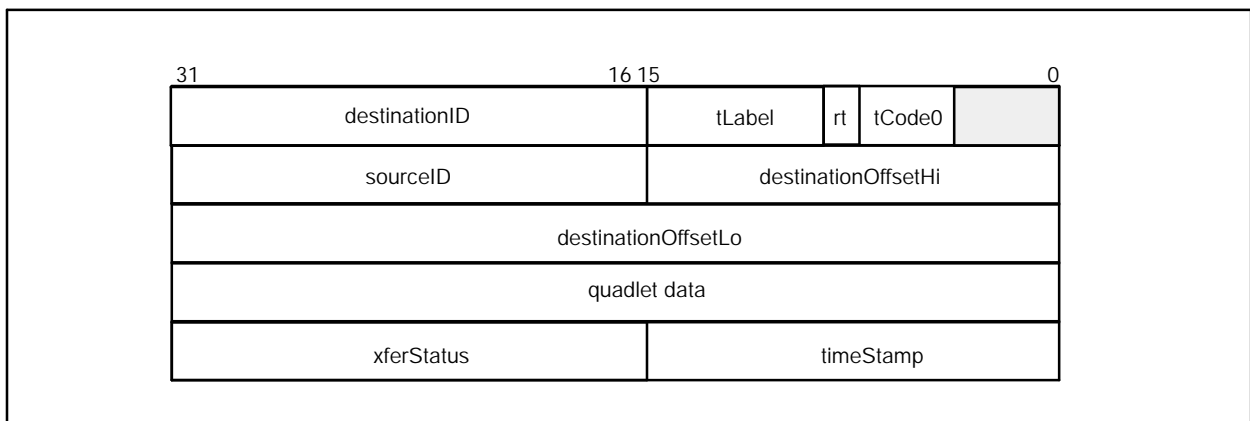 31 16 15 0
destinationID tLabel rt tCode0
sourceID destinationOffsetHi
destinationOffsetLo
quadlet data
xferStatus timeStamp